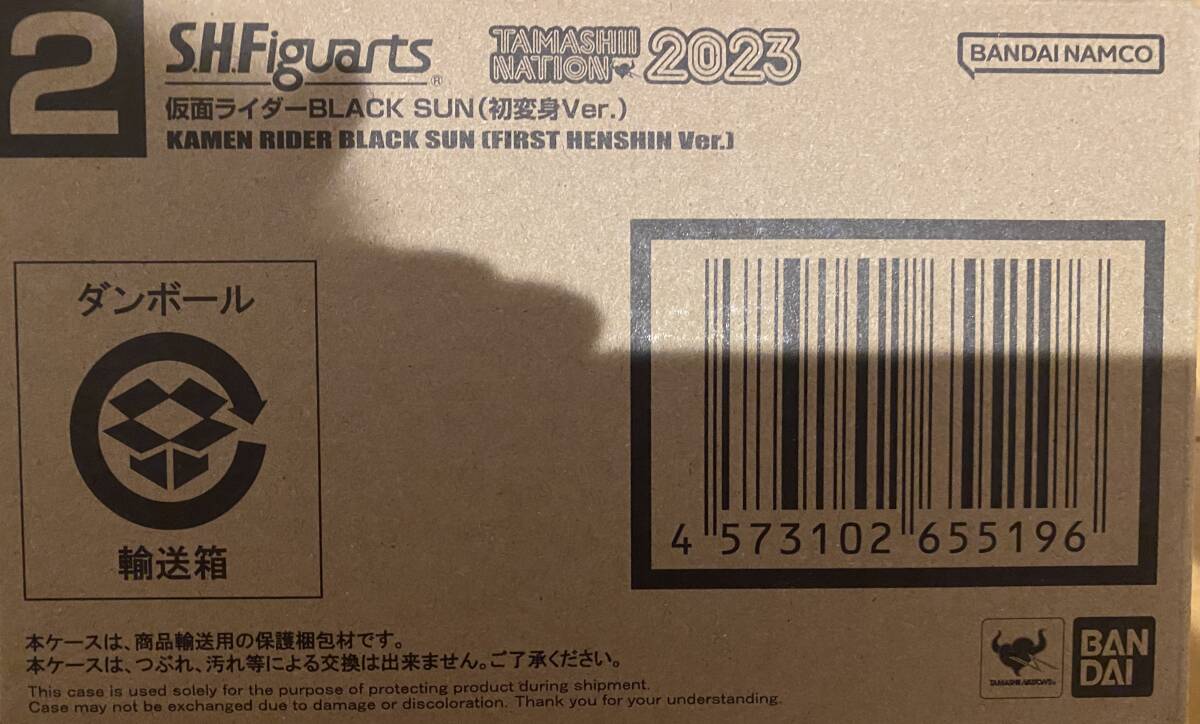 2
S.H.Figuarts®
TAMASHII NATION 2023
BANDAI NAMCO
仮面ライダーBLACK SUN(初変身Ver.)
KAMEN RIDER BLACK SUN (FIRST HENSHIN Ver.)
ダンボール
輸送箱
4 573102 655196
本ケースは、商品輸送用の保護梱包材です。
本ケースは、つぶれ、汚れ等による交換は出来ません。ご了承ください。
This case is used solely for the purpose of protecting product during shipment.
Case may not be exchanged due to damage or discoloration. Thank you for your understanding.
TAMASHII NATIONS
BAN
DAI